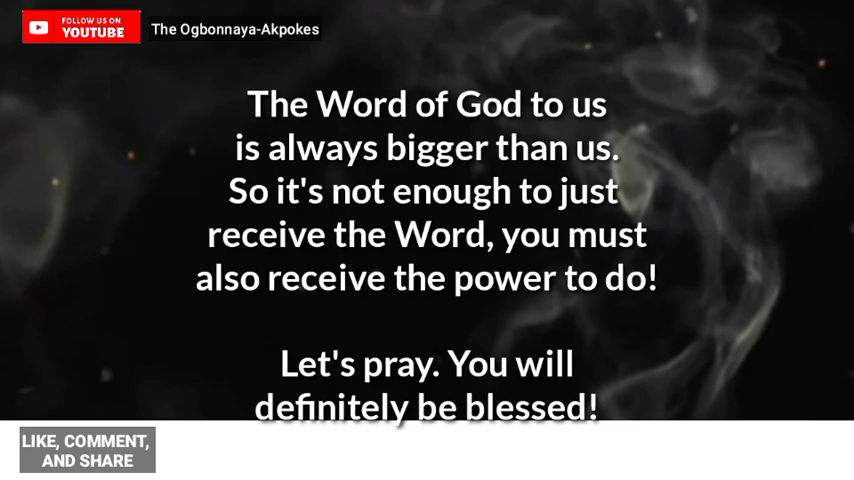 FOLLOW US ON
YOUTUBE
The Ogbonnaya-Akpokes
The Word of God to us
is always bigger than us.
So it's not enough to just
receive the Word, you must
also receive the power to do!
Let's pray. You will
definitely be blessed!
LIKE, COMMENT,
AND SHARE